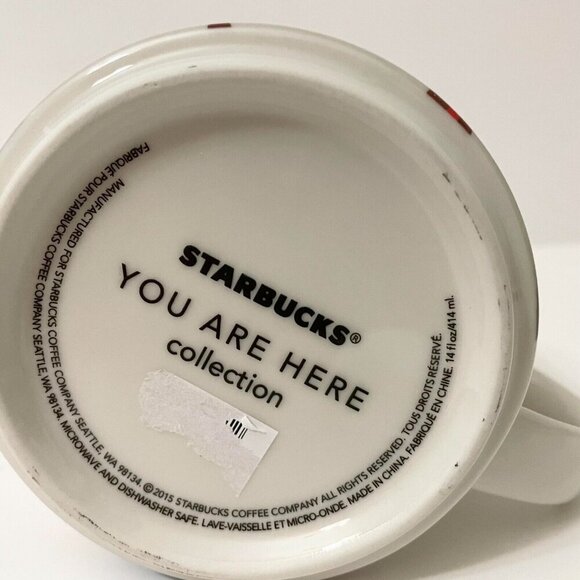 STARBUCKS®
YOU ARE HERE
collection
MANUFACTURED FOR STARBUCKS COFFEE COMPANY SEATTLE, WA 98134 ©2015 STARBUCKS COFFEE COMPANY ALL RIGHTS RESERVED. TOUS DROITS RÉSERVÉ.
FABRIQUÉ POUR STARBUCKS COFFEE COMPANY SEATTLE, WA 98134. MICROWAVE AND DISHWASHER SAFE. LAVE-VAISSELLE ET MICRO-ONDE. MADE IN CHINA. FABRIQUÉ EN CHINE. 14 fl oz/414 ml.